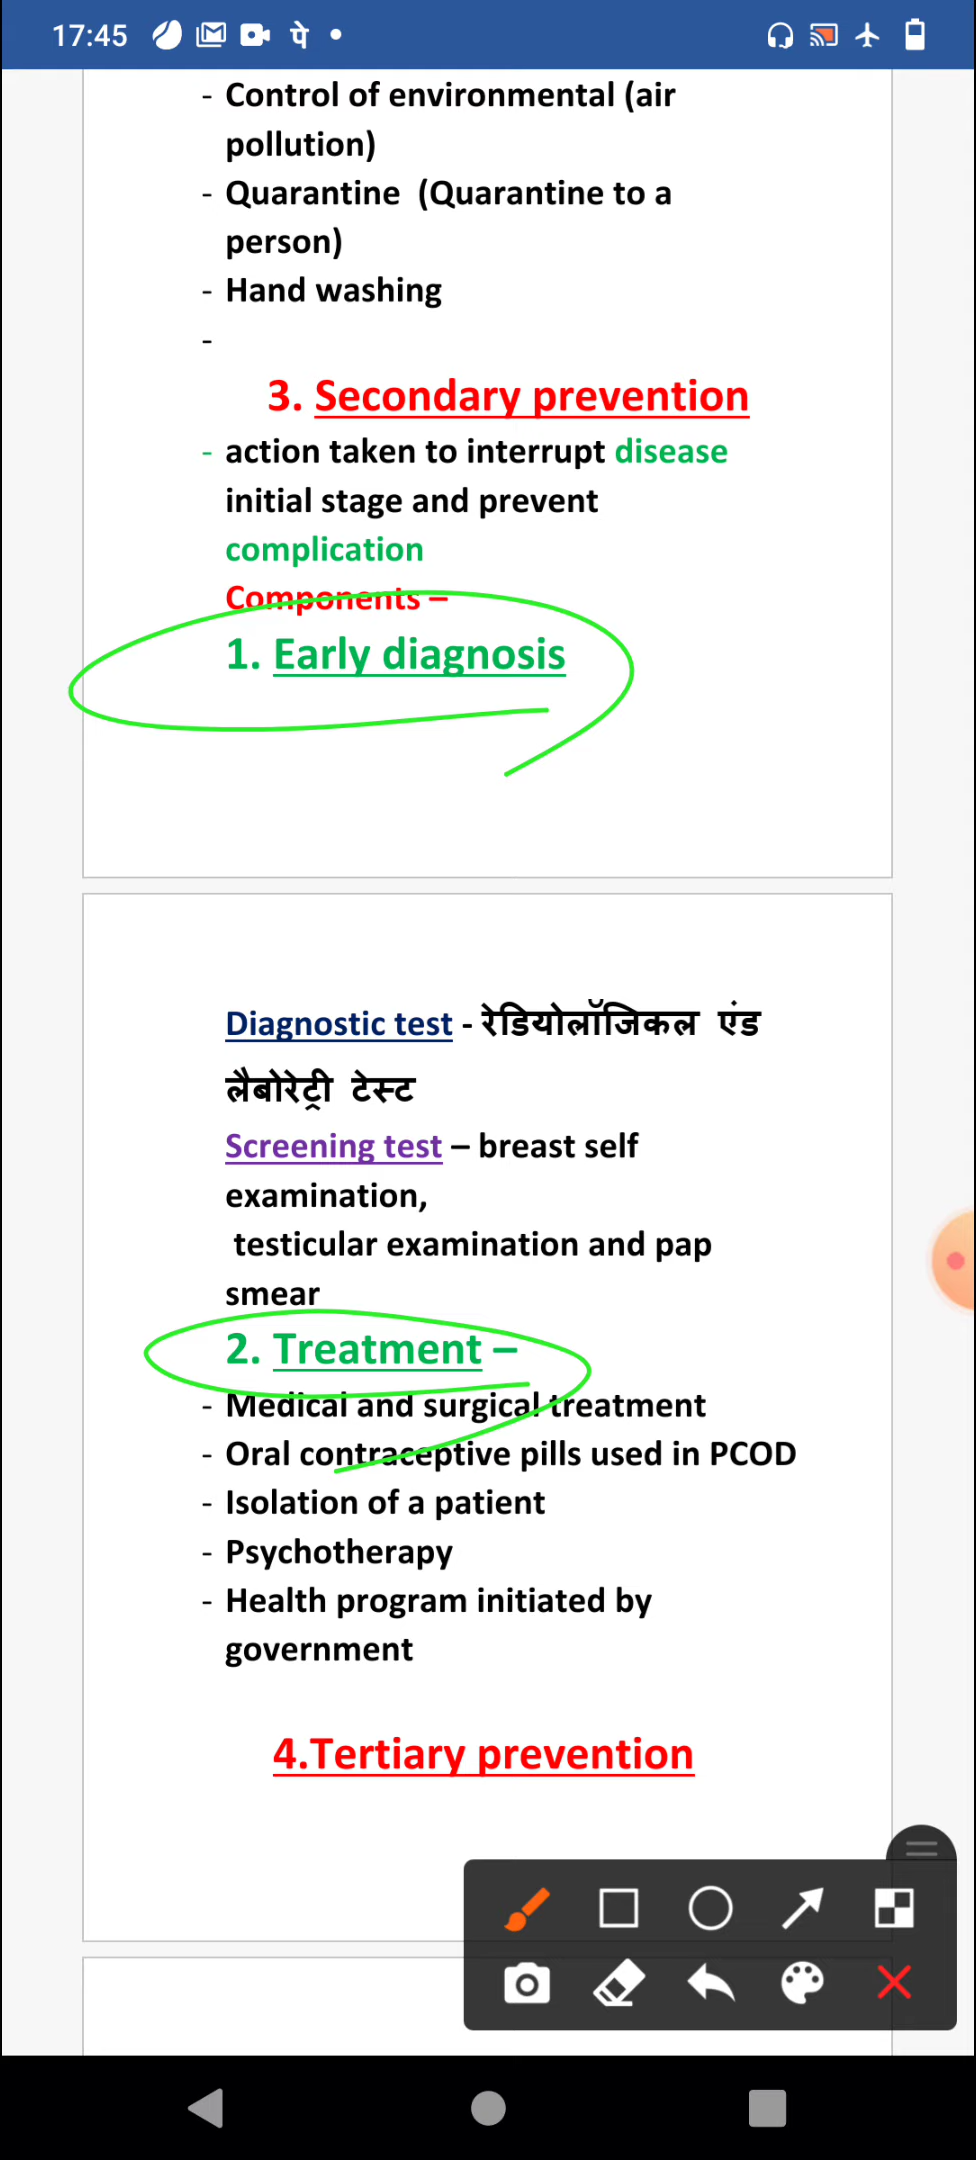 17:45 पे
- Control of environmental (air
pollution)
- Quarantine (Quarantine to a
person)
- Hand washing
-
3. Secondary prevention
- action taken to interrupt disease
initial stage and prevent
complication
Components –
1. Early diagnosis
Diagnostic test - रेडियोलॉजिकल एंड
लैबोरेट्री टेस्ट
Screening test – breast self
examination,
testicular examination and pap
smear
2. Treatment –
- Medical and surgical treatment
- Oral contraceptive pills used in PCOD
- Isolation of a patient
- Psychotherapy
- Health program initiated by
government
4.Tertiary prevention